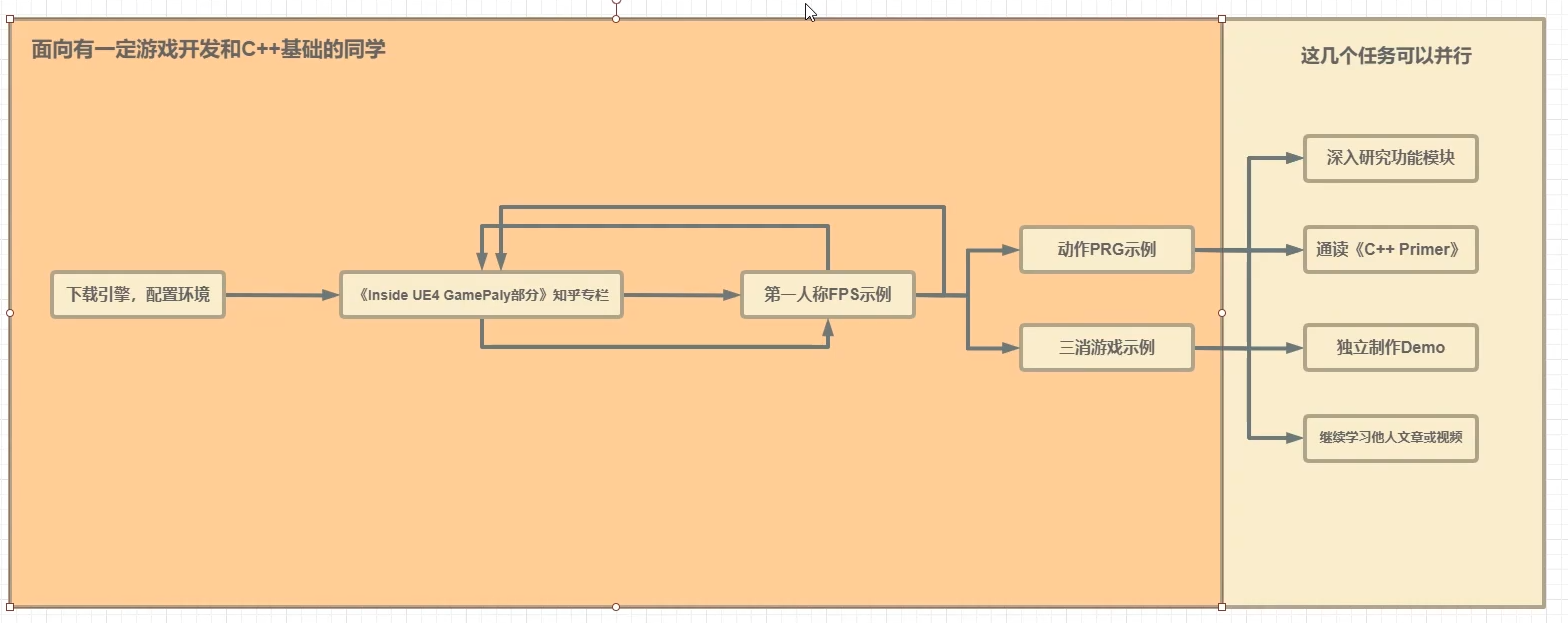 面向有一定游戏开发和C++基础的同学
这几个任务可以并行
下载引擎，配置环境
《Inside UE4 GamePaly部分》知乎专栏
第一人称FPS示例
动作PRG示例
三消游戏示例
深入研究功能模块
通读《C++ Primer》
独立制作Demo
继续学习他人文章或视频